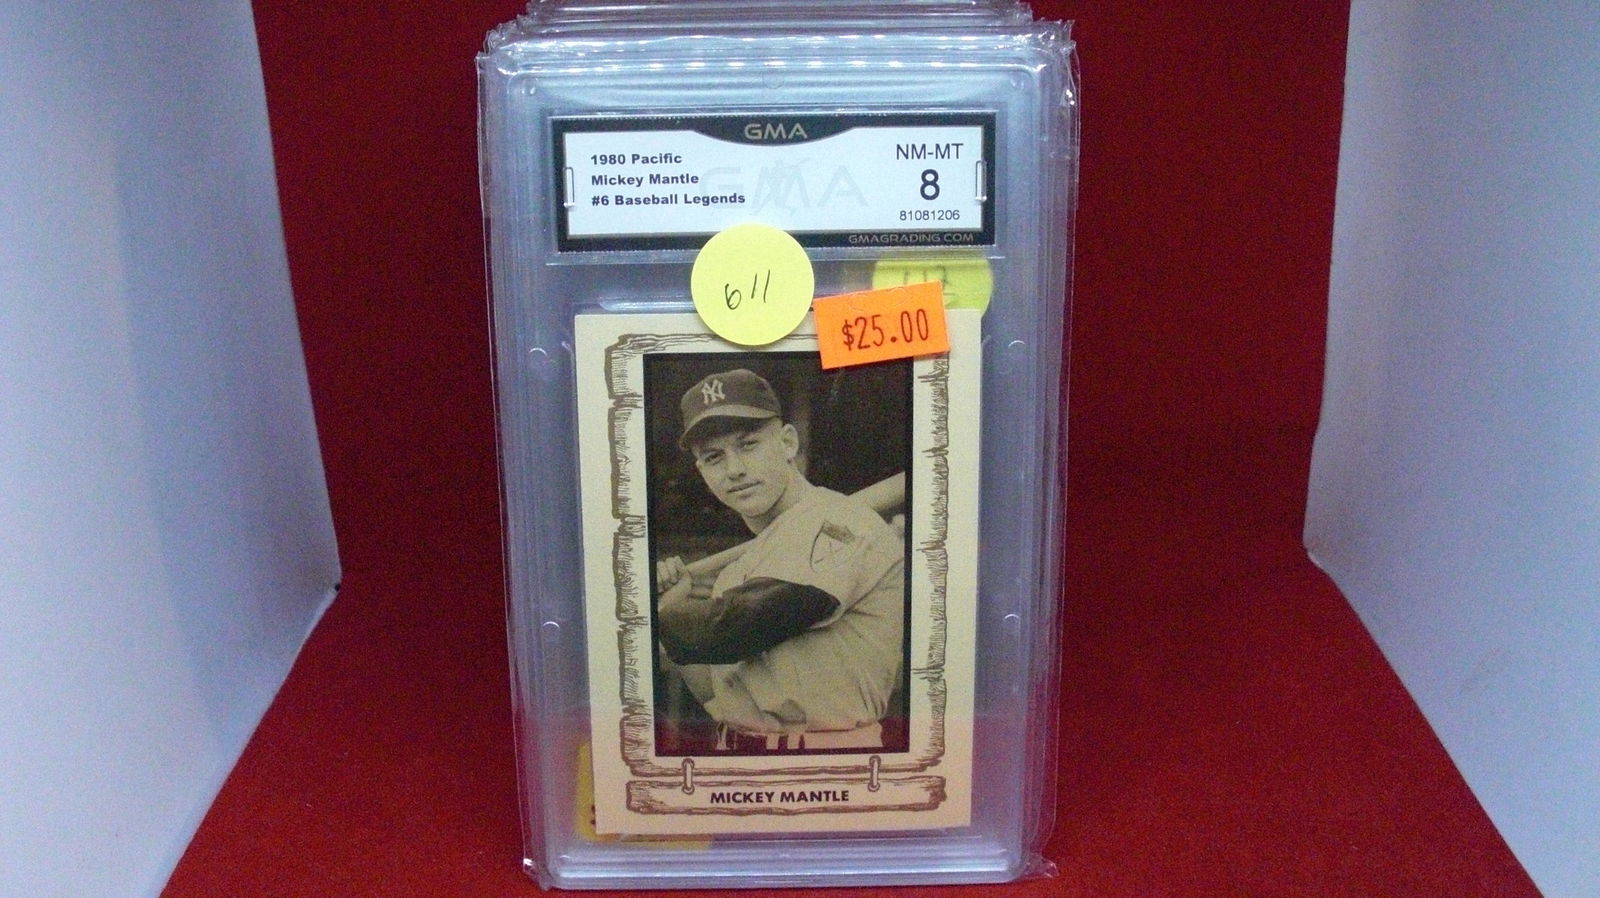 GMA
1980 Pacific
Mickey Mantle
#6 Baseball Legends
NM-MT
8
81081206
GMA
GMAGRADING.COM
611
$25.00
NY
MICKEY MANTLE